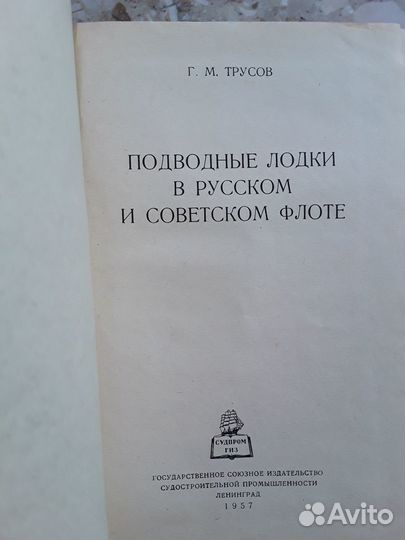 Г. М. ТРУСОВ
ПОДВОДНЫЕ ЛОДКИ
В РУССКОМ
И СОВЕТСКОМ ФЛОТЕ
СУДПРОМ
ГИЗ
ГОСУДАРСТВЕННОЕ СОЮЗНОЕ ИЗДАТЕЛЬСТВО
СУДОСТРОИТЕЛЬНОЙ ПРОМЫШЛЕННОСТИ
ЛЕНИНГРАД
1957
Avito